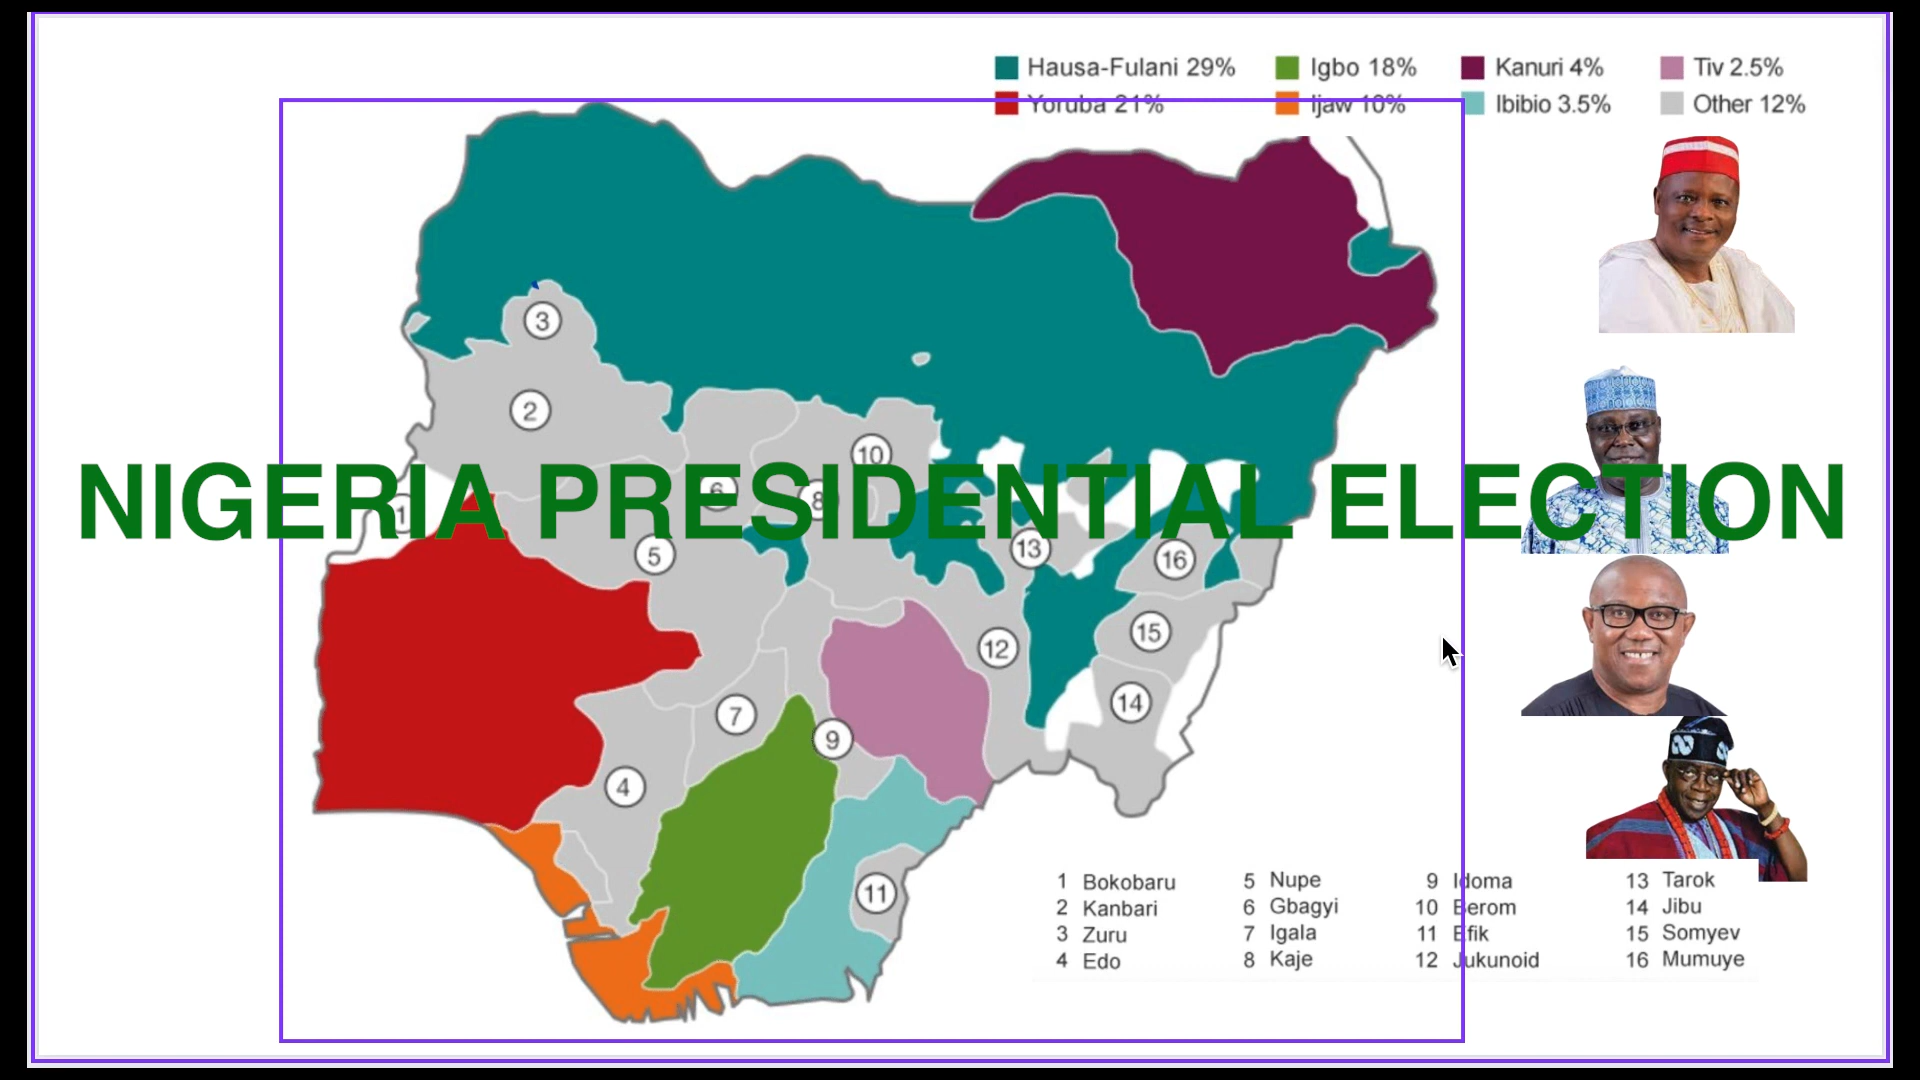 Hausa-Fulani 29% Igbo 18% Kanuri 4% Tiv 2.5%
Yoruba 21% Ijaw 10% Ibibio 3.5% Other 12%
3
2
10
1 6 8
NIGERIA PRESIDENTIAL ELECTION
5 13 16
12 15
7 9 14
4
11
1 Bokobaru 5 Nupe 9 Idoma 13 Tarok
2 Kanbari 6 Gbagyi 10 Berom 14 Jibu
3 Zuru 7 Igala 11 Efik 15 Somyev
4 Edo 8 Kaje 12 Jukunoid 16 Mumuye